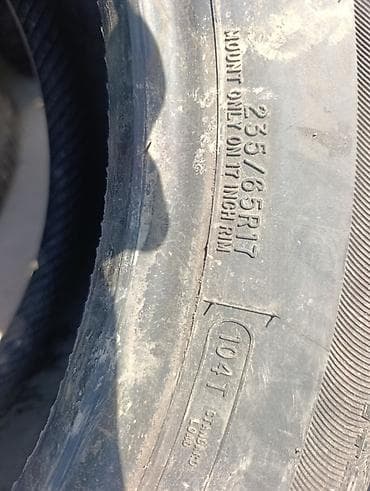 235/65R17
MOUNT ONLY ON 17 INCH RIM
104T